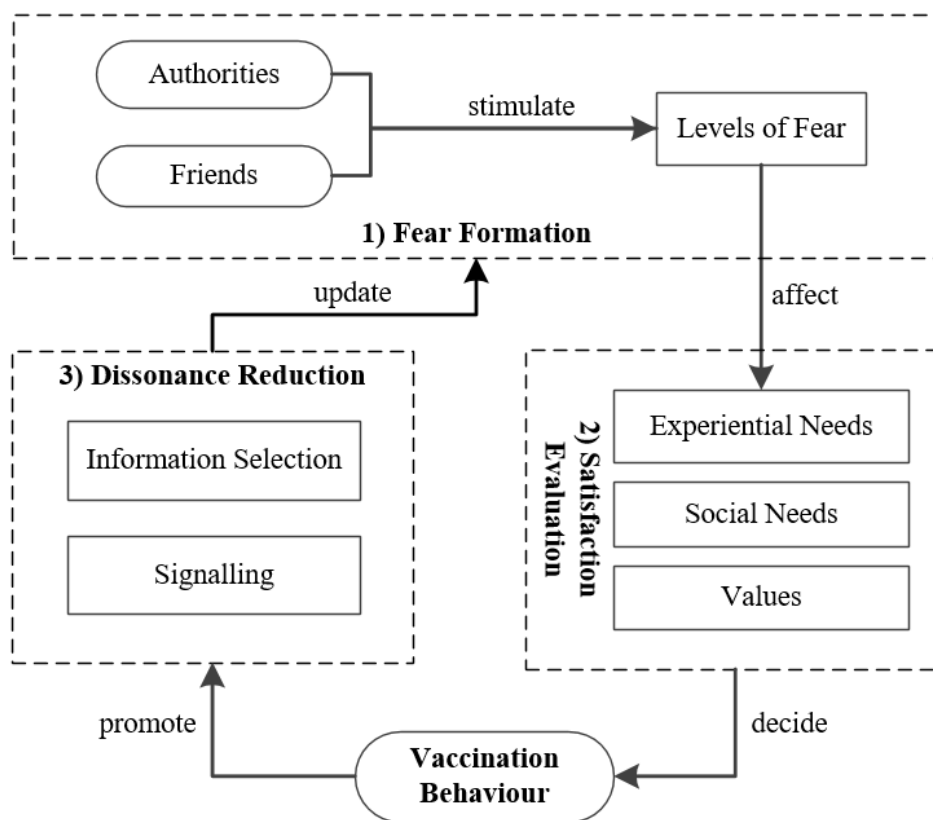 Authorities
stimulate
Levels of Fear
Friends
1) Fear Formation
update
affect
3) Dissonance Reduction
Information Selection
Signalling
2) Satisfaction
Evaluation
Experiential Needs
Social Needs
Values
promote
decide
Vaccination
Behaviour